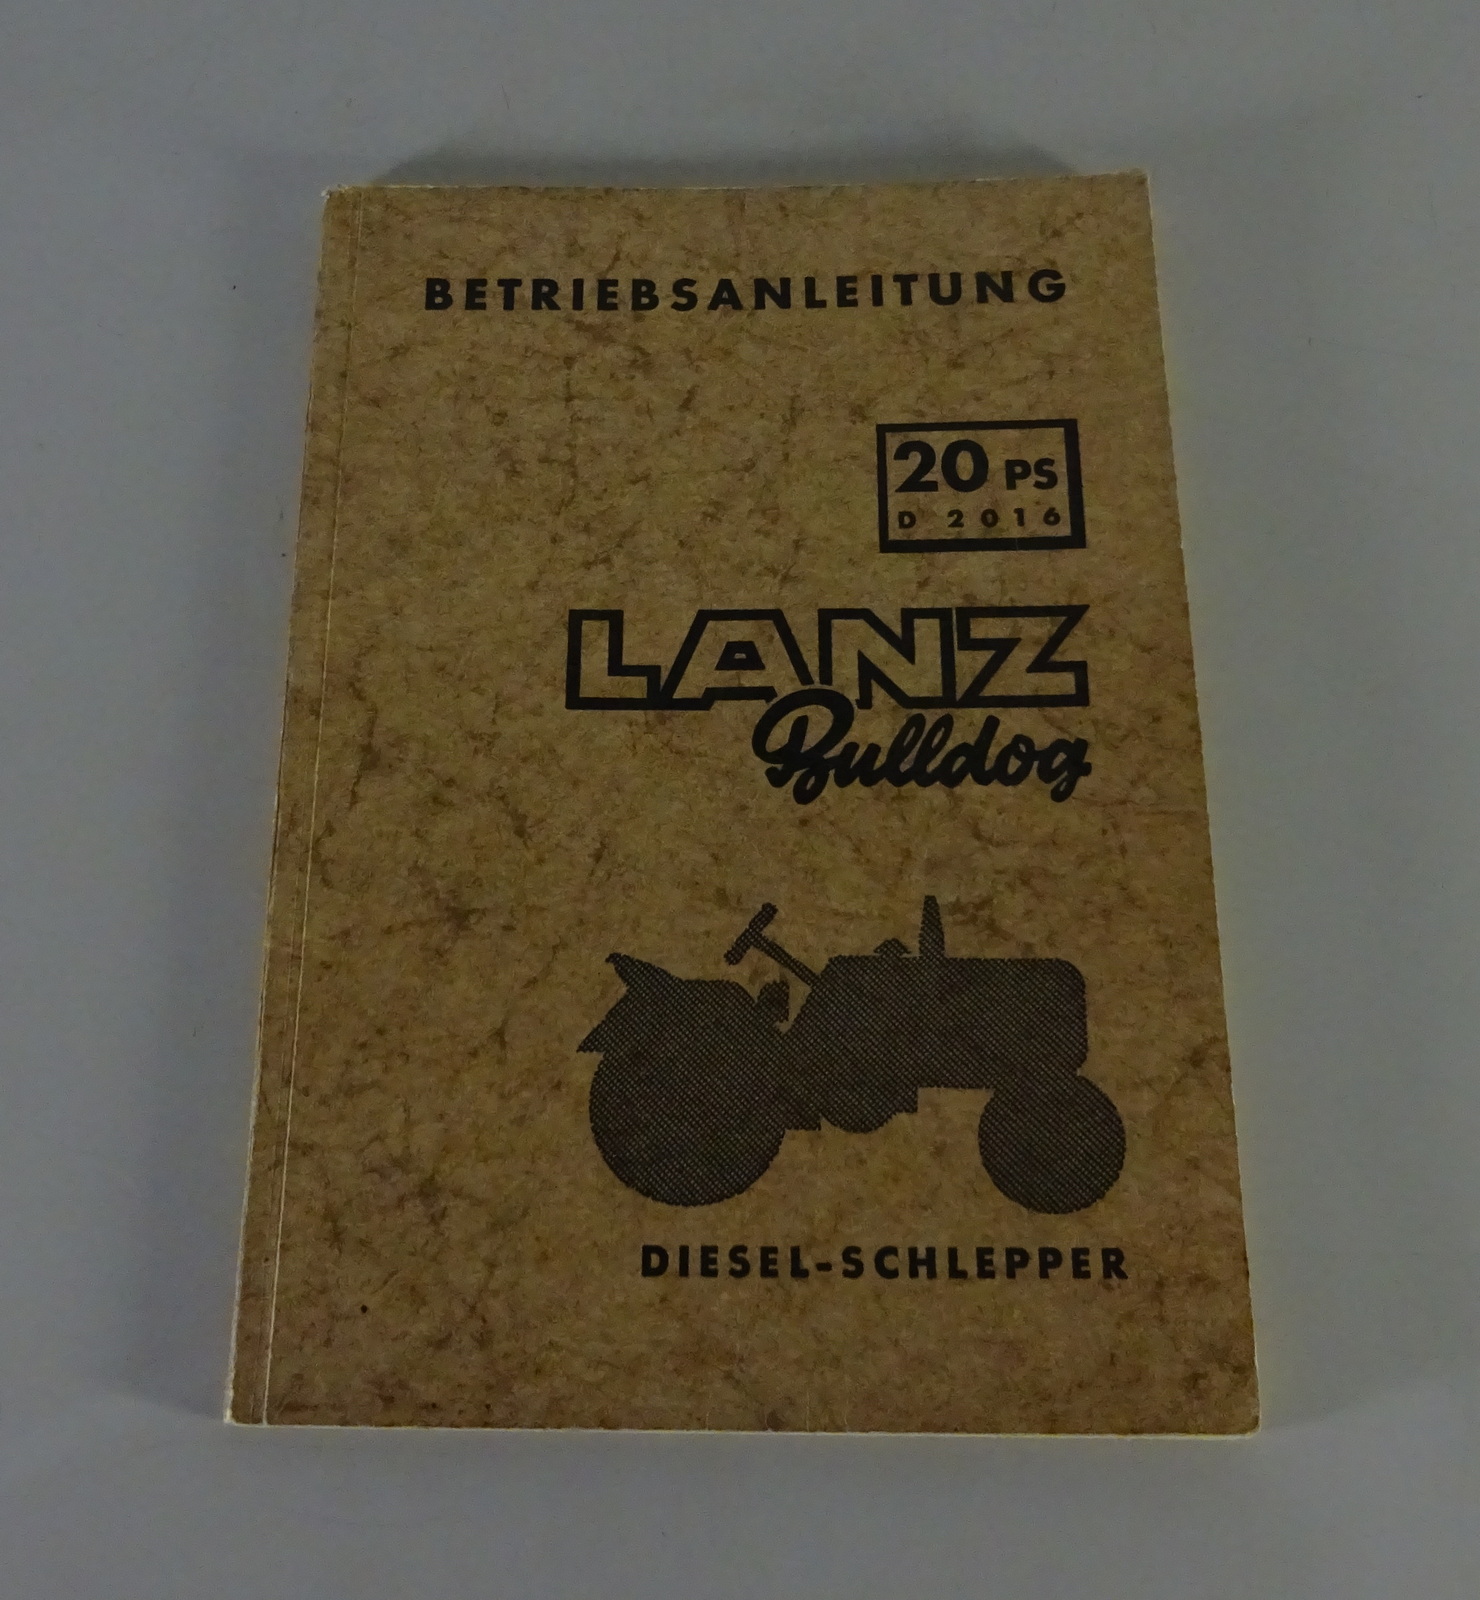 BETRIEBSANLEITUNG
20 PS
D 2016
LANZ
Bulldog
DIESEL-SCHLEPPER